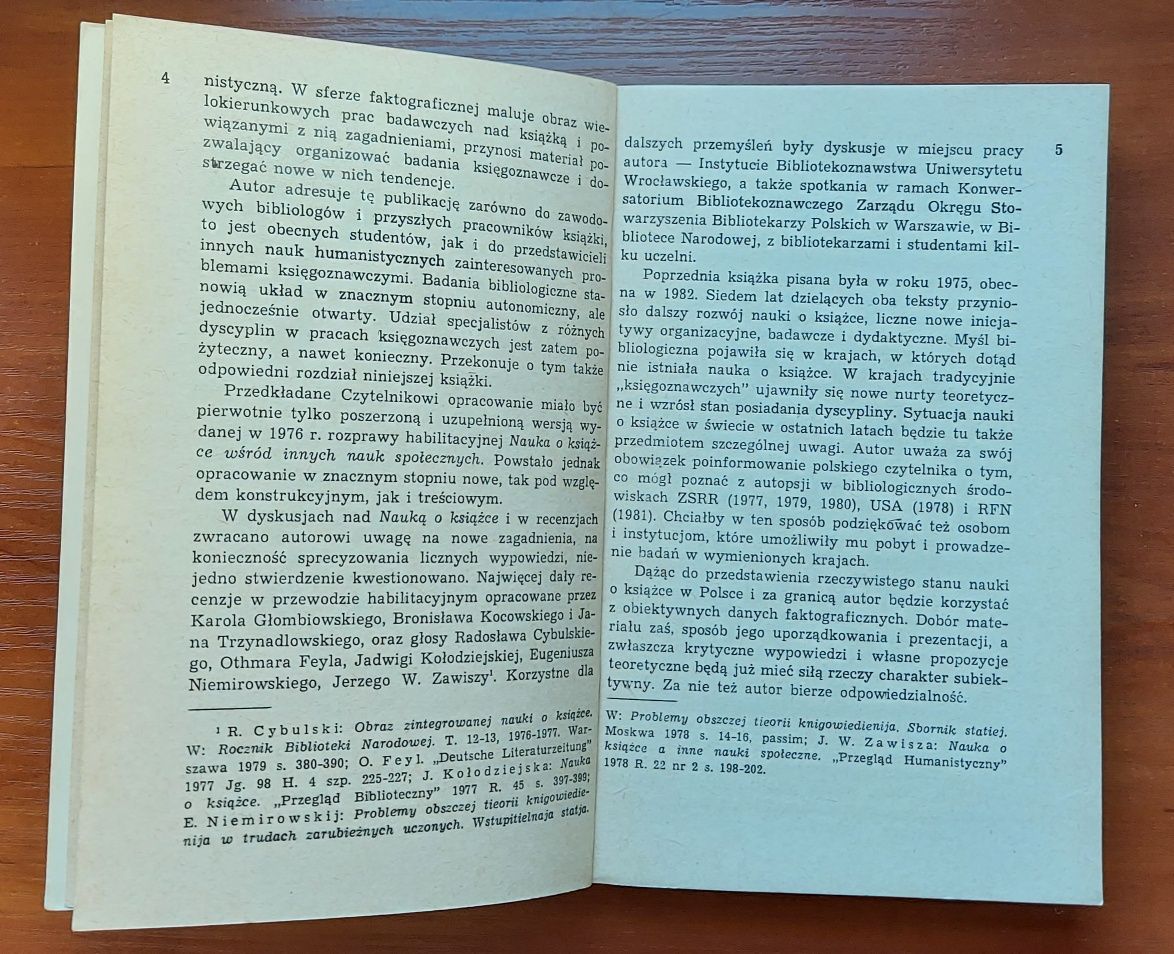 4
nistyczną. W sferze faktograficznej maluje obraz wie-
lokierunkowych prac badawczych nad książką i po-
wiązanymi z nią zagadnieniami, przynosi materiał po-
zwalający organizować badania księgoznawcze i do-
strzegać nowe w nich tendencje.
Autor adresuje tę publikację zarówno do zawodo-
wych bibliologów i przyszłych pracowników książki,
to jest obecnych studentów, jak i do przedstawicieli
innych nauk humanistycznych zainteresowanych pro-
blemami księgoznawczymi. Badania bibliologiczne sta-
nowią układ w znacznym stopniu autonomiczny, ale
jednocześnie otwarty. Udział specjalistów z różnych
dyscyplin w pracach księgoznawczych jest zatem po-
żyteczny, a nawet konieczny. Przekonuje o tym także
odpowiedni rozdział niniejszej książki.
Przedkładane Czytelnikowi opracowanie miało być
pierwotnie tylko poszerzoną i uzupełnioną wersją wy-
danej w 1976 r. rozprawy habilitacyjnej Nauka o książ-
ce wśród innych nauk społecznych. Powstało jednak
opracowanie w znacznym stopniu nowe, tak pod wzglę-
dem konstrukcyjnym, jak i treściowym.
W dyskusjach nad Nauką o książce i w recenzjach
zwracano autorowi uwagę na nowe zagadnienia, na
konieczność sprecyzowania licznych wypowiedzi, nie-
jedno stwierdzenie kwestionowano. Najwięcej dały re-
cenzje w przewodzie habilitacyjnym opracowane przez
Karola Głombiowskiego, Bronisława Kocowskiego i Ja-
na Trzynadlowskiego, oraz głosy Radosława Cybulskie-
go, Othmara Feyla, Jadwigi Kołodziejskiej, Eugeniusza
Niemirowskiego, Jerzego W. Zawiszy¹. Korzystne dla
¹ R. Cybulski: Obraz zintegrowanej nauki o książce.
W: Rocznik Biblioteki Narodowej. T. 12-13, 1976-1977. War-
szawa 1979 s. 380-390; O. Feyl. „Deutsche Literaturzeitung”
1977 Jg. 98 H. 4 szp. 225-227; J. Kołodziejska: Nauka
o książce. „Przegląd Biblioteczny” 1977 R. 45 s. 397-399;
E. Niemirowskij: Problemy obszczej tieorii knigowiedie-
nija w trudach zarubieżnych uczonych. Wstupitielnaja statja.
5
dalszych przemyśleń były dyskusje w miejscu pracy
autora — Instytucie Bibliotekoznawstwa Uniwersytetu
Wrocławskiego, a także spotkania w ramach Konwer-
satorium Bibliotekoznawczego Zarządu Okręgu Sto-
warzyszenia Bibliotekarzy Polskich w Warszawie, w Bi-
bliotece Narodowej, z bibliotekarzami i studentami kil-
ku uczelni.
Poprzednia książka pisana była w roku 1975, obec-
na w 1982. Siedem lat dzielących oba teksty przynio-
sło dalszy rozwój nauki o książce, liczne nowe inicja-
tywy organizacyjne, badawcze i dydaktyczne. Myśl bi-
bliologiczna pojawiła się w krajach, w których dotąd
nie istniała nauka o książce. W krajach tradycyjnie
„księgoznawczych” ujawniły się nowe nurty teoretycz-
ne i wzrósł stan posiadania dyscypliny. Sytuacja nauki
o książce w świecie w ostatnich latach będzie tu także
przedmiotem szczególnej uwagi. Autor uważa za swój
obowiązek poinformowanie polskiego czytelnika o tym,
co mógł poznać z autopsji w bibliologicznych środo-
wiskach ZSRR (1977, 1979, 1980), USA (1978) i RFN
(1981). Chciałby w ten sposób podziękować też osobom
i instytucjom, które umożliwiły mu pobyt i prowadze-
nie badań w wymienionych krajach.
Dążąc do przedstawienia rzeczywistego stanu nauki
o książce w Polsce i za granicą autor będzie korzystać
z obiektywnych danych faktograficznych. Dobór mate-
riału zaś, sposób jego uporządkowania i prezentacji, a
zwłaszcza krytyczne wypowiedzi i własne propozycje
teoretyczne będą już mieć siłą rzeczy charakter subiek-
tywny. Za nie też autor bierze odpowiedzialność.
W: Problemy obszczej tieorii knigowiedienija. Sbornik statiej.
Moskwa 1978 s. 14-16, passim; J. W. Zawisza: Nauka o
książce a inne nauki społeczne. „Przegląd Humanistyczny”
1978 R. 22 nr 2 s. 198-202.